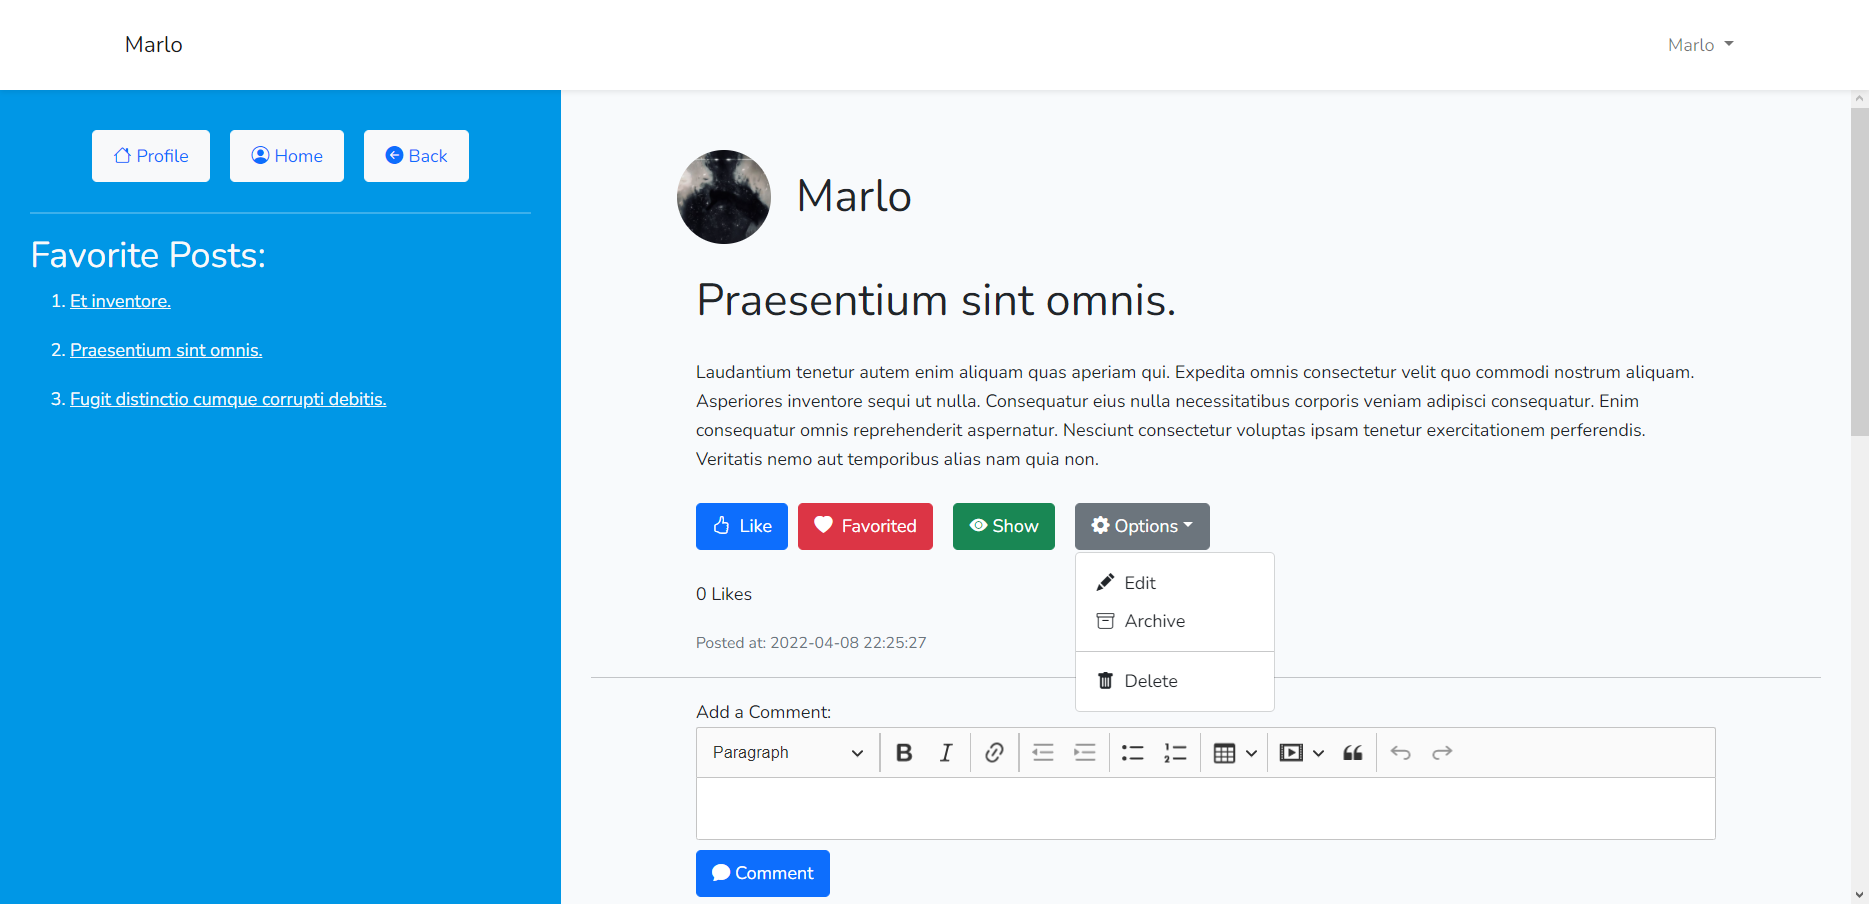 Marlo
Marlo
Profile
Home
Back
Favorite Posts:
1. Et inventore.
2. Praesentium sint omnis.
3. Fugit distinctio cumque corrupti debitis.
Marlo
Praesentium sint omnis.
Laudantium tenetur autem enim aliquam quas aperiam qui. Expedita omnis consectetur velit quo commodi nostrum aliquam.
Asperiores inventore sequi ut nulla. Consequatur eius nulla necessitatibus corporis veniam adipisci consequatur. Enim
consequatur omnis reprehenderit aspernatur. Nesciunt consectetur voluptas ipsam tenetur exercitationem perferendis.
Veritatis nemo aut temporibus alias nam quia non.
Like
Favorited
Show
Options
Edit
Archive
Delete
0 Likes
Posted at: 2022-04-08 22:25:27
Add a Comment:
Paragraph
Comment